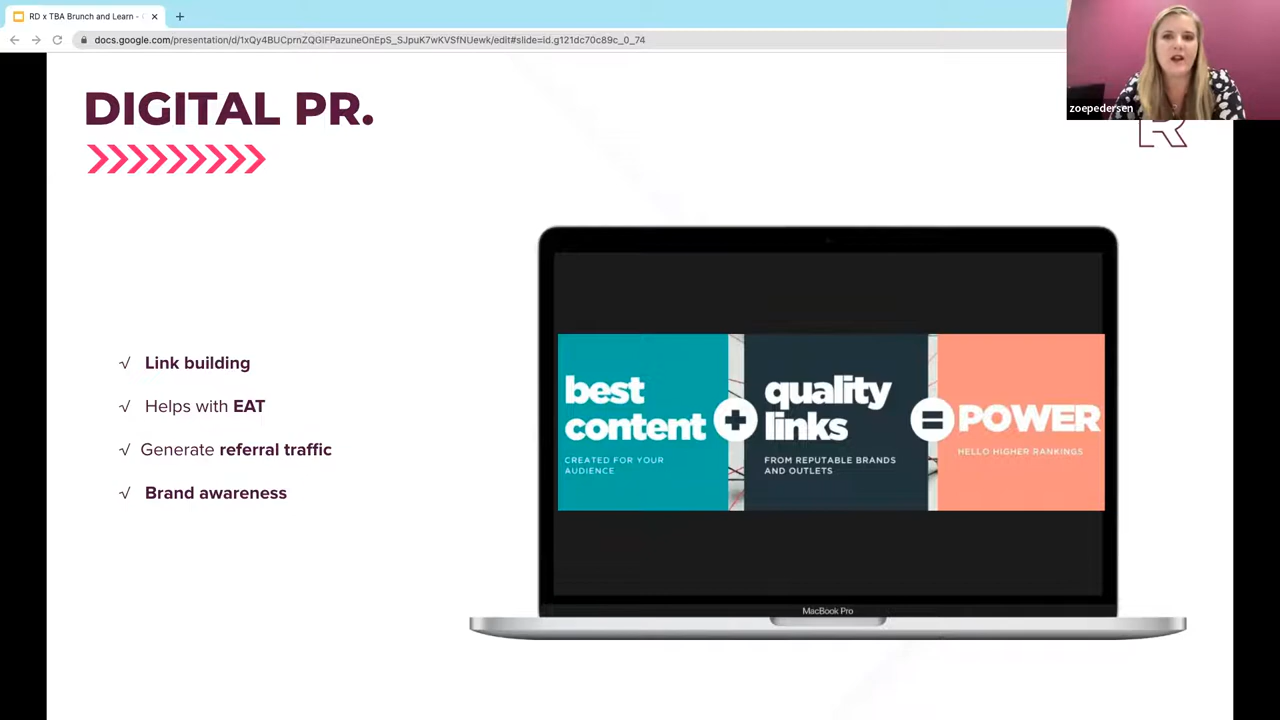 RD x TBA Brunch and Learn -
docs.google.com/presentation/d/1xQy4BUCprnZQGIFPazuneOnEpS_SJpuK7wKVSfNUewk/edit#slide=id.g121dc70c89c_0_74
zoepedersen
DIGITAL PR.
R
√ Link building
√ Helps with EAT
√ Generate referral traffic
√ Brand awareness
best
content
CREATED FOR YOUR
AUDIENCE
+
quality
links
FROM REPUTABLE BRANDS
AND OUTLETS
=
POWER
HELLO HIGHER RANKINGS
MacBook Pro